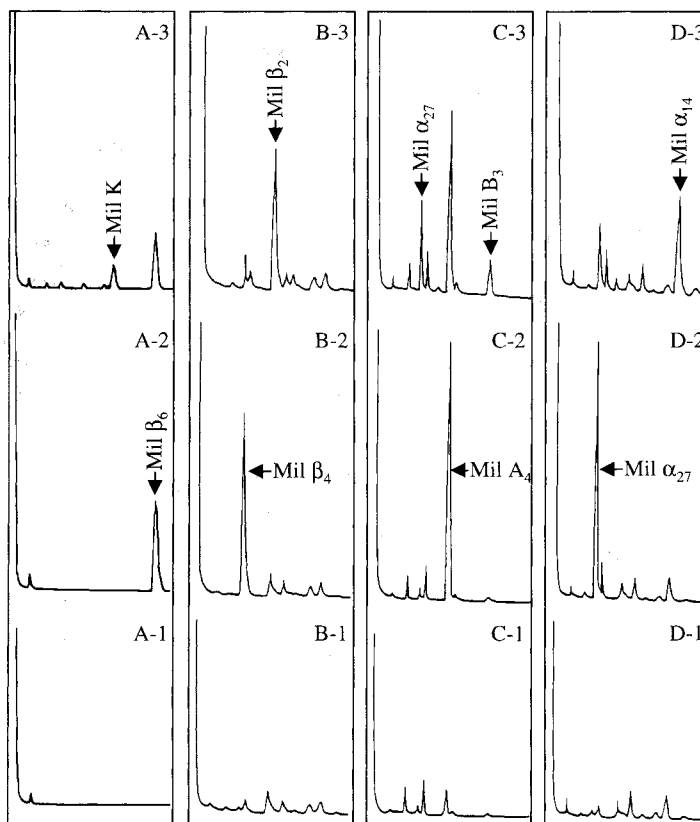 A-3
B-3
C-3
D-3
Mil K
Mil β₂
Mil α₂₇
Mil B₃
Mil α₁₄
A-2
B-2
C-2
D-2
Mil β₆
Mil β₄
Mil A₄
Mil α₂₇
A-1
B-1
C-1
D-1